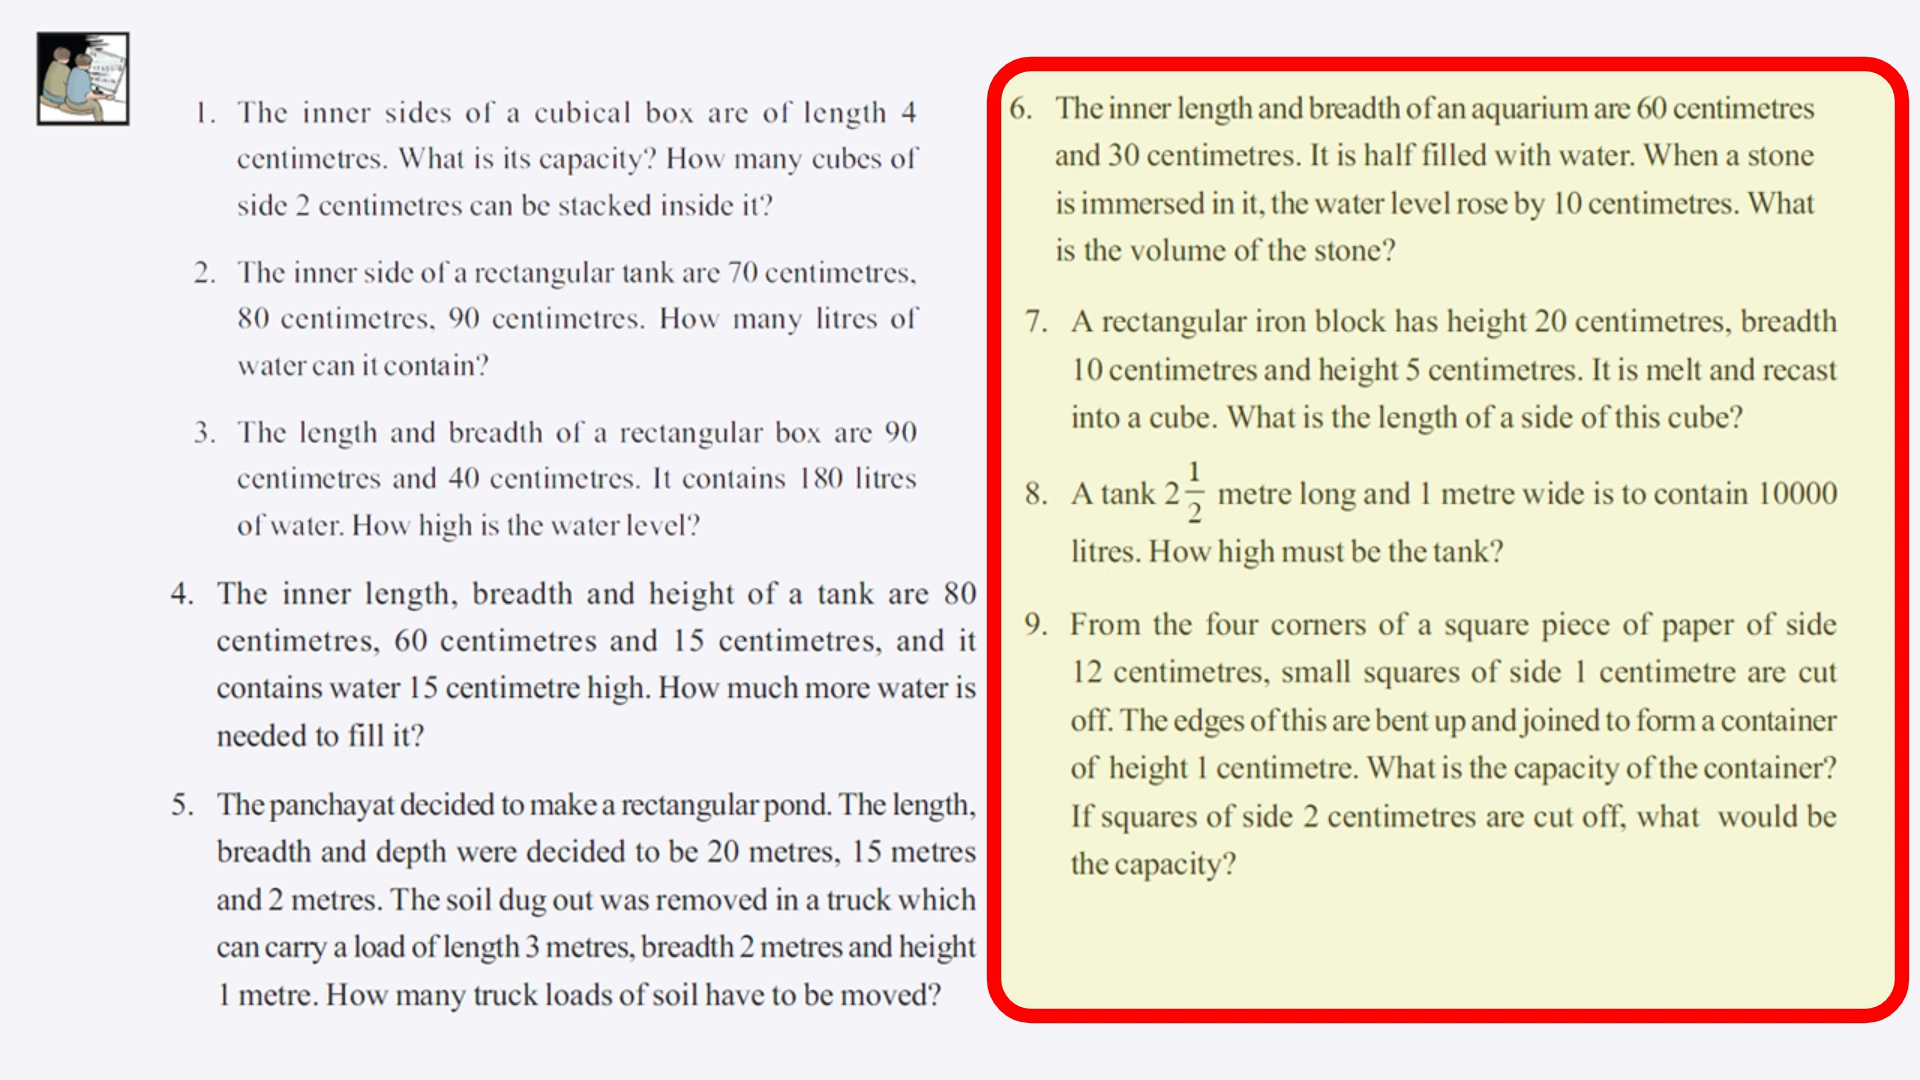 1. The inner sides of a cubical box are of length 4
centimetres. What is its capacity? How many cubes of
side 2 centimetres can be stacked inside it?
2. The inner side of a rectangular tank are 70 centimetres,
80 centimetres, 90 centimetres. How many litres of
water can it contain?
3. The length and breadth of a rectangular box are 90
centimetres and 40 centimetres. It contains 180 litres
of water. How high is the water level?
4. The inner length, breadth and height of a tank are 80
centimetres, 60 centimetres and 15 centimetres, and it
contains water 15 centimetre high. How much more water is
needed to fill it?
5. The panchayat decided to make a rectangular pond. The length,
breadth and depth were decided to be 20 metres, 15 metres
and 2 metres. The soil dug out was removed in a truck which
can carry a load of length 3 metres, breadth 2 metres and height
1 metre. How many truck loads of soil have to be moved?
6. The inner length and breadth of an aquarium are 60 centimetres
and 30 centimetres. It is half filled with water. When a stone
is immersed in it, the water level rose by 10 centimetres. What
is the volume of the stone?
7. A rectangular iron block has height 20 centimetres, breadth
10 centimetres and height 5 centimetres. It is melt and recast
into a cube. What is the length of a side of this cube?
8. A tank 2 1/2 metre long and 1 metre wide is to contain 10000
litres. How high must be the tank?
9. From the four corners of a square piece of paper of side
12 centimetres, small squares of side 1 centimetre are cut
off. The edges of this are bent up and joined to form a container
of height 1 centimetre. What is the capacity of the container?
If squares of side 2 centimetres are cut off, what would be
the capacity?